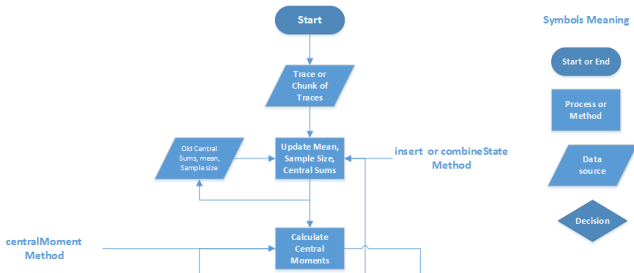 Start
Symbols Meaning
Start or End
Trace or
Chunk of
Traces
Process or
Method
Old Central
Sums, mean,
Sample size
Update Mean,
Sample Size,
Central Sums
insert or combineState
Method
Data
source
Decision
centralMoment
Method
Calculate
Central
Moments